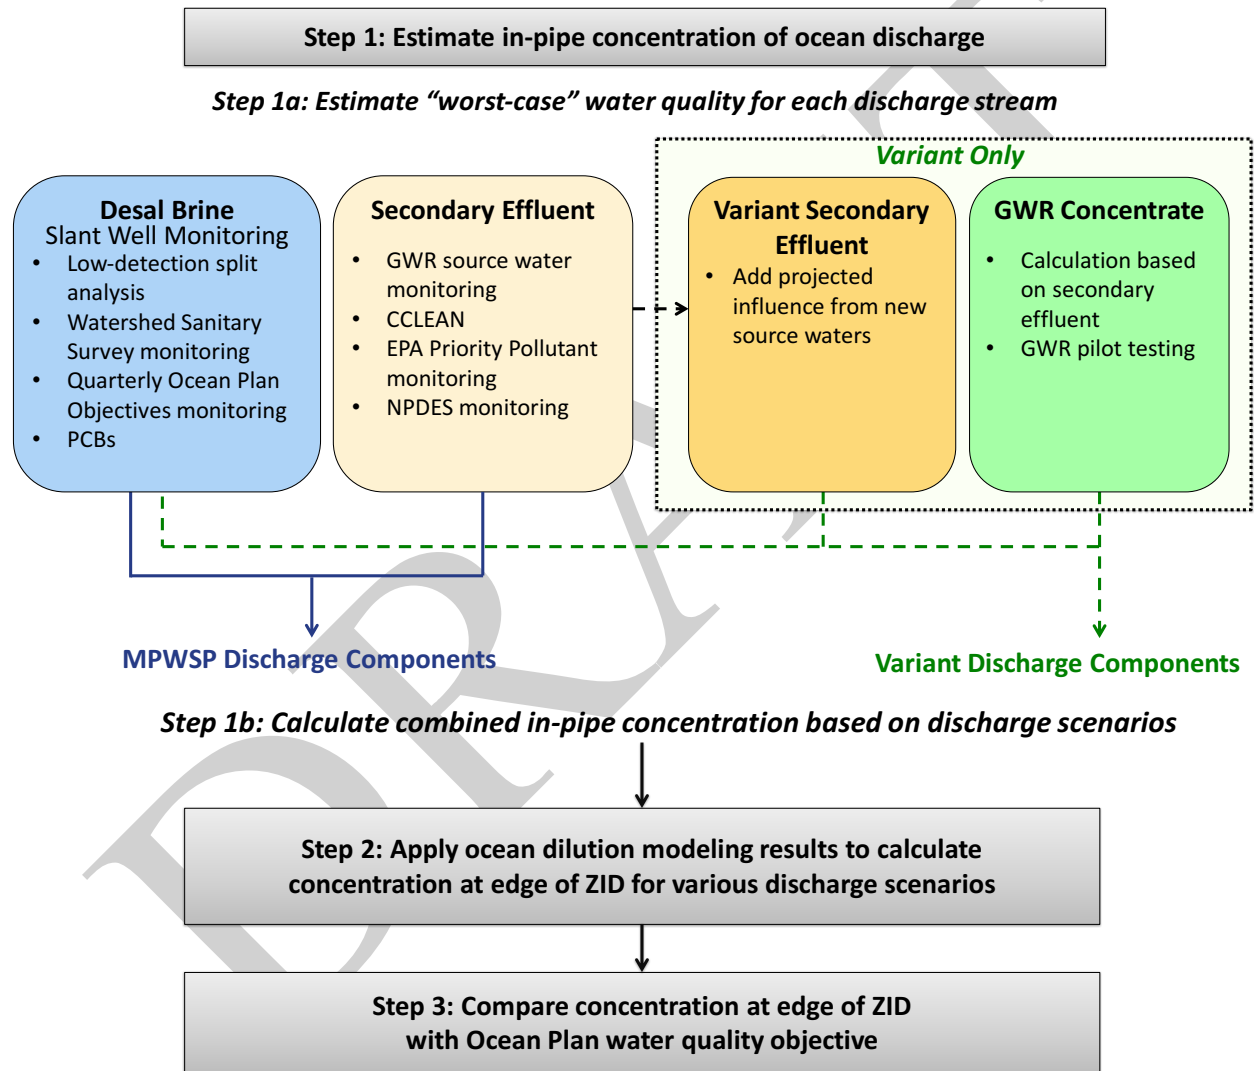 Step 1: Estimate in-pipe concentration of ocean discharge
Step 1a: Estimate “worst-case” water quality for each discharge stream
Variant Only
Desal Brine
Slant Well Monitoring
• Low-detection split
analysis
• Watershed Sanitary
Survey monitoring
• Quarterly Ocean Plan
Objectives monitoring
• PCBs
Secondary Effluent
• GWR source water
monitoring
• CCLEAN
• EPA Priority Pollutant
monitoring
• NPDES monitoring
Variant Secondary
Effluent
• Add projected
influence from new
source waters
GWR Concentrate
• Calculation based
on secondary
effluent
• GWR pilot testing
MPWSP Discharge Components
Variant Discharge Components
Step 1b: Calculate combined in-pipe concentration based on discharge scenarios
Step 2: Apply ocean dilution modeling results to calculate
concentration at edge of ZID for various discharge scenarios
Step 3: Compare concentration at edge of ZID
with Ocean Plan water quality objective
DRAFT